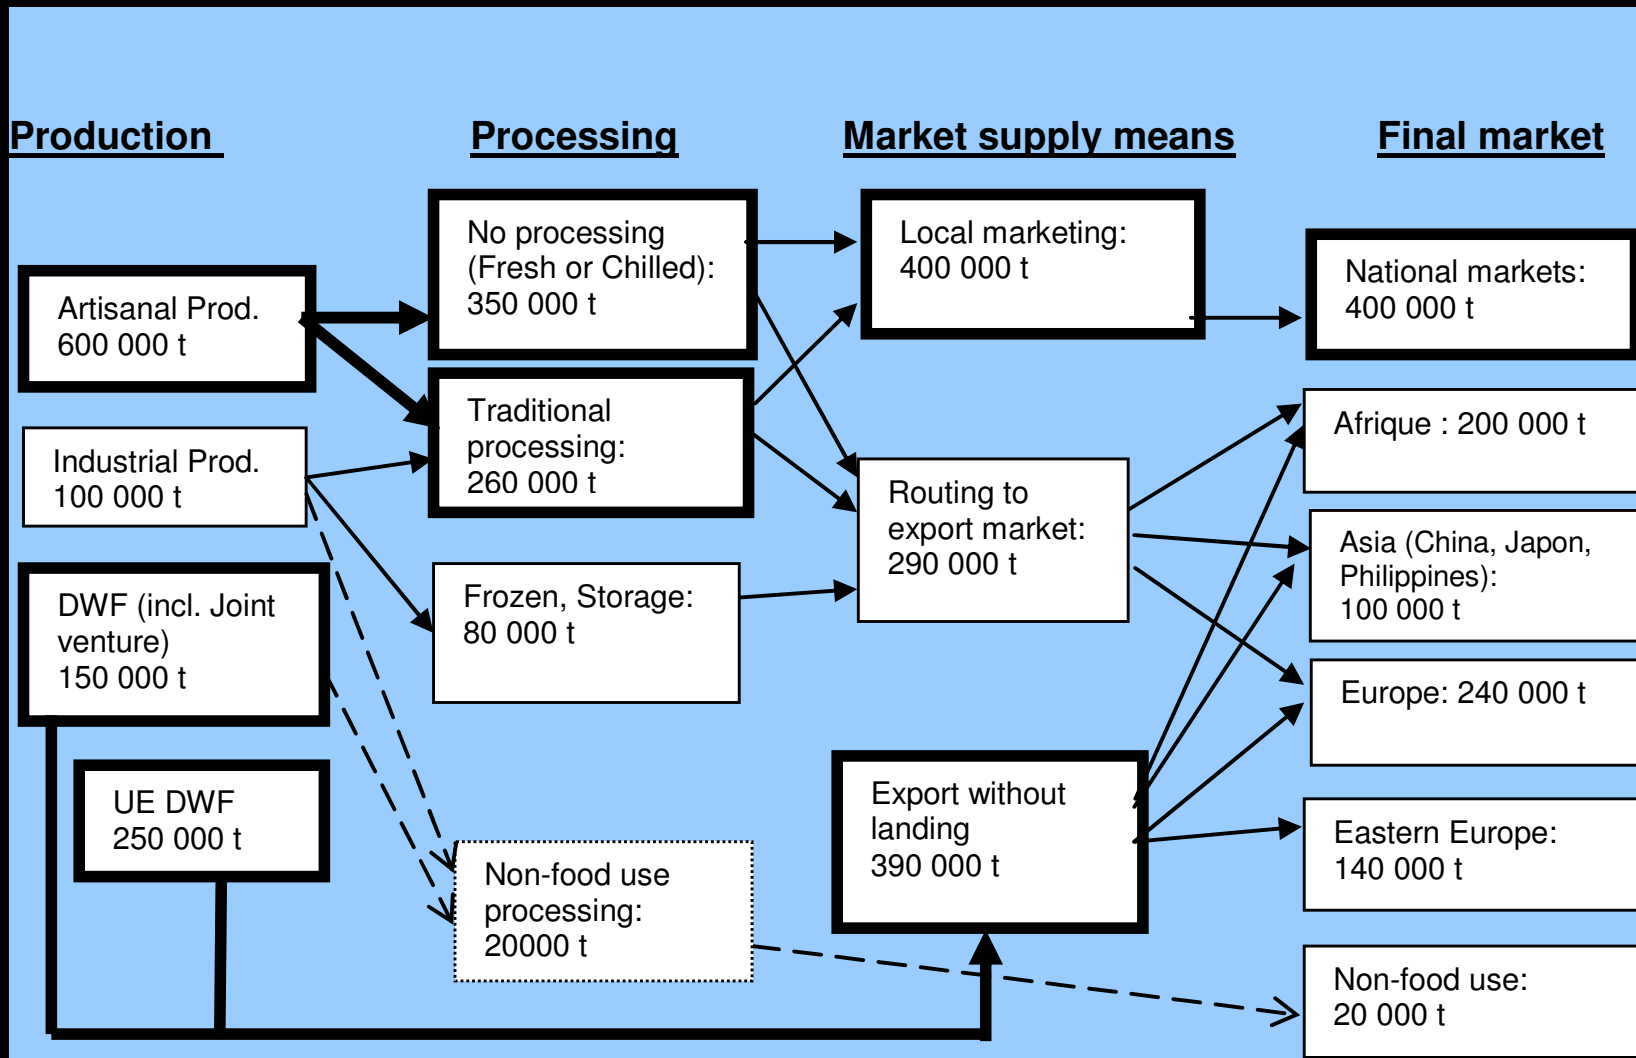 Production
Processing
Market supply means
Final market
Artisanal Prod.
600 000 t
Industrial Prod.
100 000 t
DWF (incl. Joint
venture)
150 000 t
UE DWF
250 000 t
No processing
(Fresh or Chilled):
350 000 t
Traditional
processing:
260 000 t
Frozen, Storage:
80 000 t
Non-food use
processing:
20000 t
Local marketing:
400 000 t
Routing to
export market:
290 000 t
Export without
landing
390 000 t
National markets:
400 000 t
Afrique : 200 000 t
Asia (China, Japon,
Philippines):
100 000 t
Europe: 240 000 t
Eastern Europe:
140 000 t
Non-food use:
20 000 t